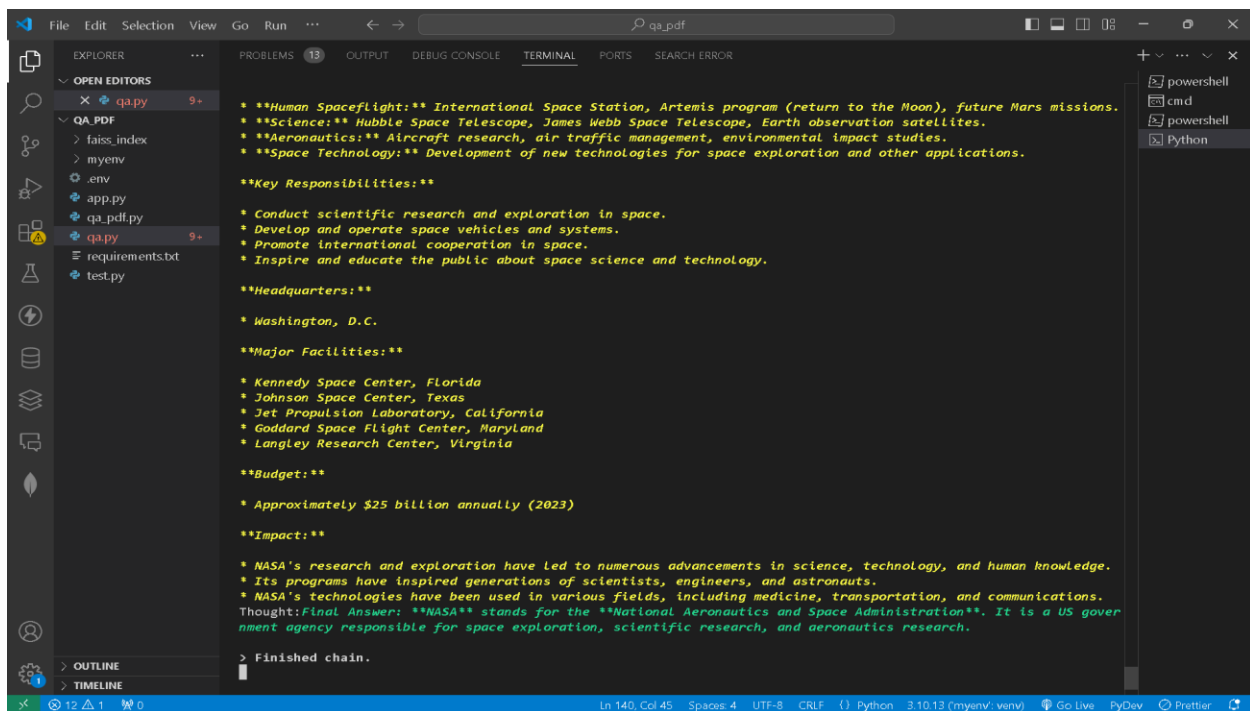 File Edit Selection View Go Run ··· qa_pdf
EXPLORER ···
OPEN EDITORS
qa.py 9+
QA_PDF
faiss_index
myenv
.env
app.py
qa_pdf.py
qa.py 9+
requirements.txt
test.py
OUTLINE
TIMELINE
PROBLEMS 13 OUTPUT DEBUG CONSOLE TERMINAL PORTS SEARCH ERROR
* **Human Spaceflight:** International Space Station, Artemis program (return to the Moon), future Mars missions.
* **Science:** Hubble Space Telescope, James Webb Space Telescope, Earth observation satellites.
* **Aeronautics:** Aircraft research, air traffic management, environmental impact studies.
* **Space Technology:** Development of new technologies for space exploration and other applications.
**Key Responsibilities:**
* Conduct scientific research and exploration in space.
* Develop and operate space vehicles and systems.
* Promote international cooperation in space.
* Inspire and educate the public about space science and technology.
**Headquarters:**
* Washington, D.C.
**Major Facilities:**
* Kennedy Space Center, Florida
* Johnson Space Center, Texas
* Jet Propulsion Laboratory, California
* Goddard Space Flight Center, Maryland
* Langley Research Center, Virginia
**Budget:**
* Approximately $25 billion annually (2023)
**Impact:**
* NASA's research and exploration have led to numerous advancements in science, technology, and human knowledge.
* Its programs have inspired generations of scientists, engineers, and astronauts.
* NASA's technologies have been used in various fields, including medicine, transportation, and communications.
Thought:Final Answer: **NASA** stands for the **National Aeronautics and Space Administration**. It is a US gover
nment agency responsible for space exploration, scientific research, and aeronautics research.
> Finished chain.
powershell
cmd
powershell
Python
1
12 1 0 Ln 140, Col 45 Spaces: 4 UTF-8 CRLF {} Python 3.10.13 ('myenv': venv) Go Live PyDev Prettier